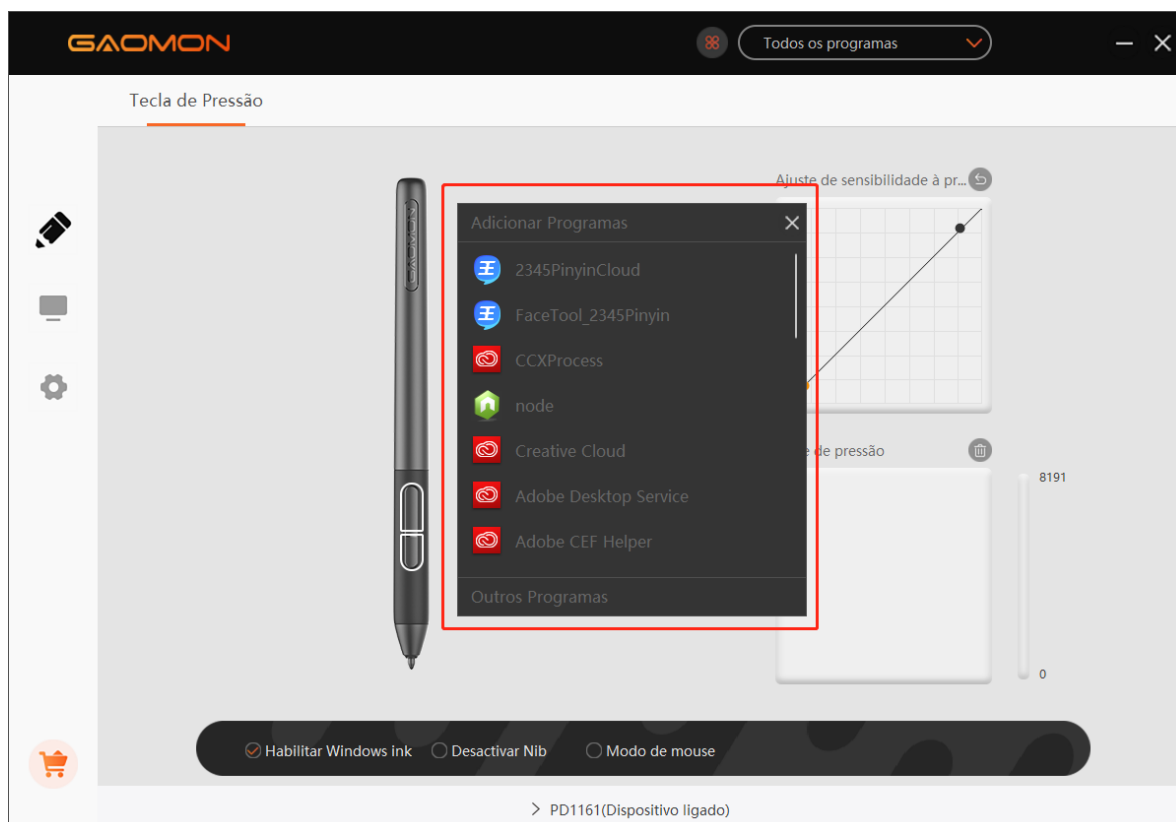 GAOMON
Todos os programas
Tecla de Pressão
Ajuste de sensibilidade à pr...
GAOMON
Adicionar Programas
2345PinyinCloud
FaceTool_2345Pinyin
CCXProcess
node
Creative Cloud
Adobe Desktop Service
Adobe CEF Helper
Outros Programas
de pressão
8191
0
Habilitar Windows ink
Desactivar Nib
Modo de mouse
PD1161(Dispositivo ligado)